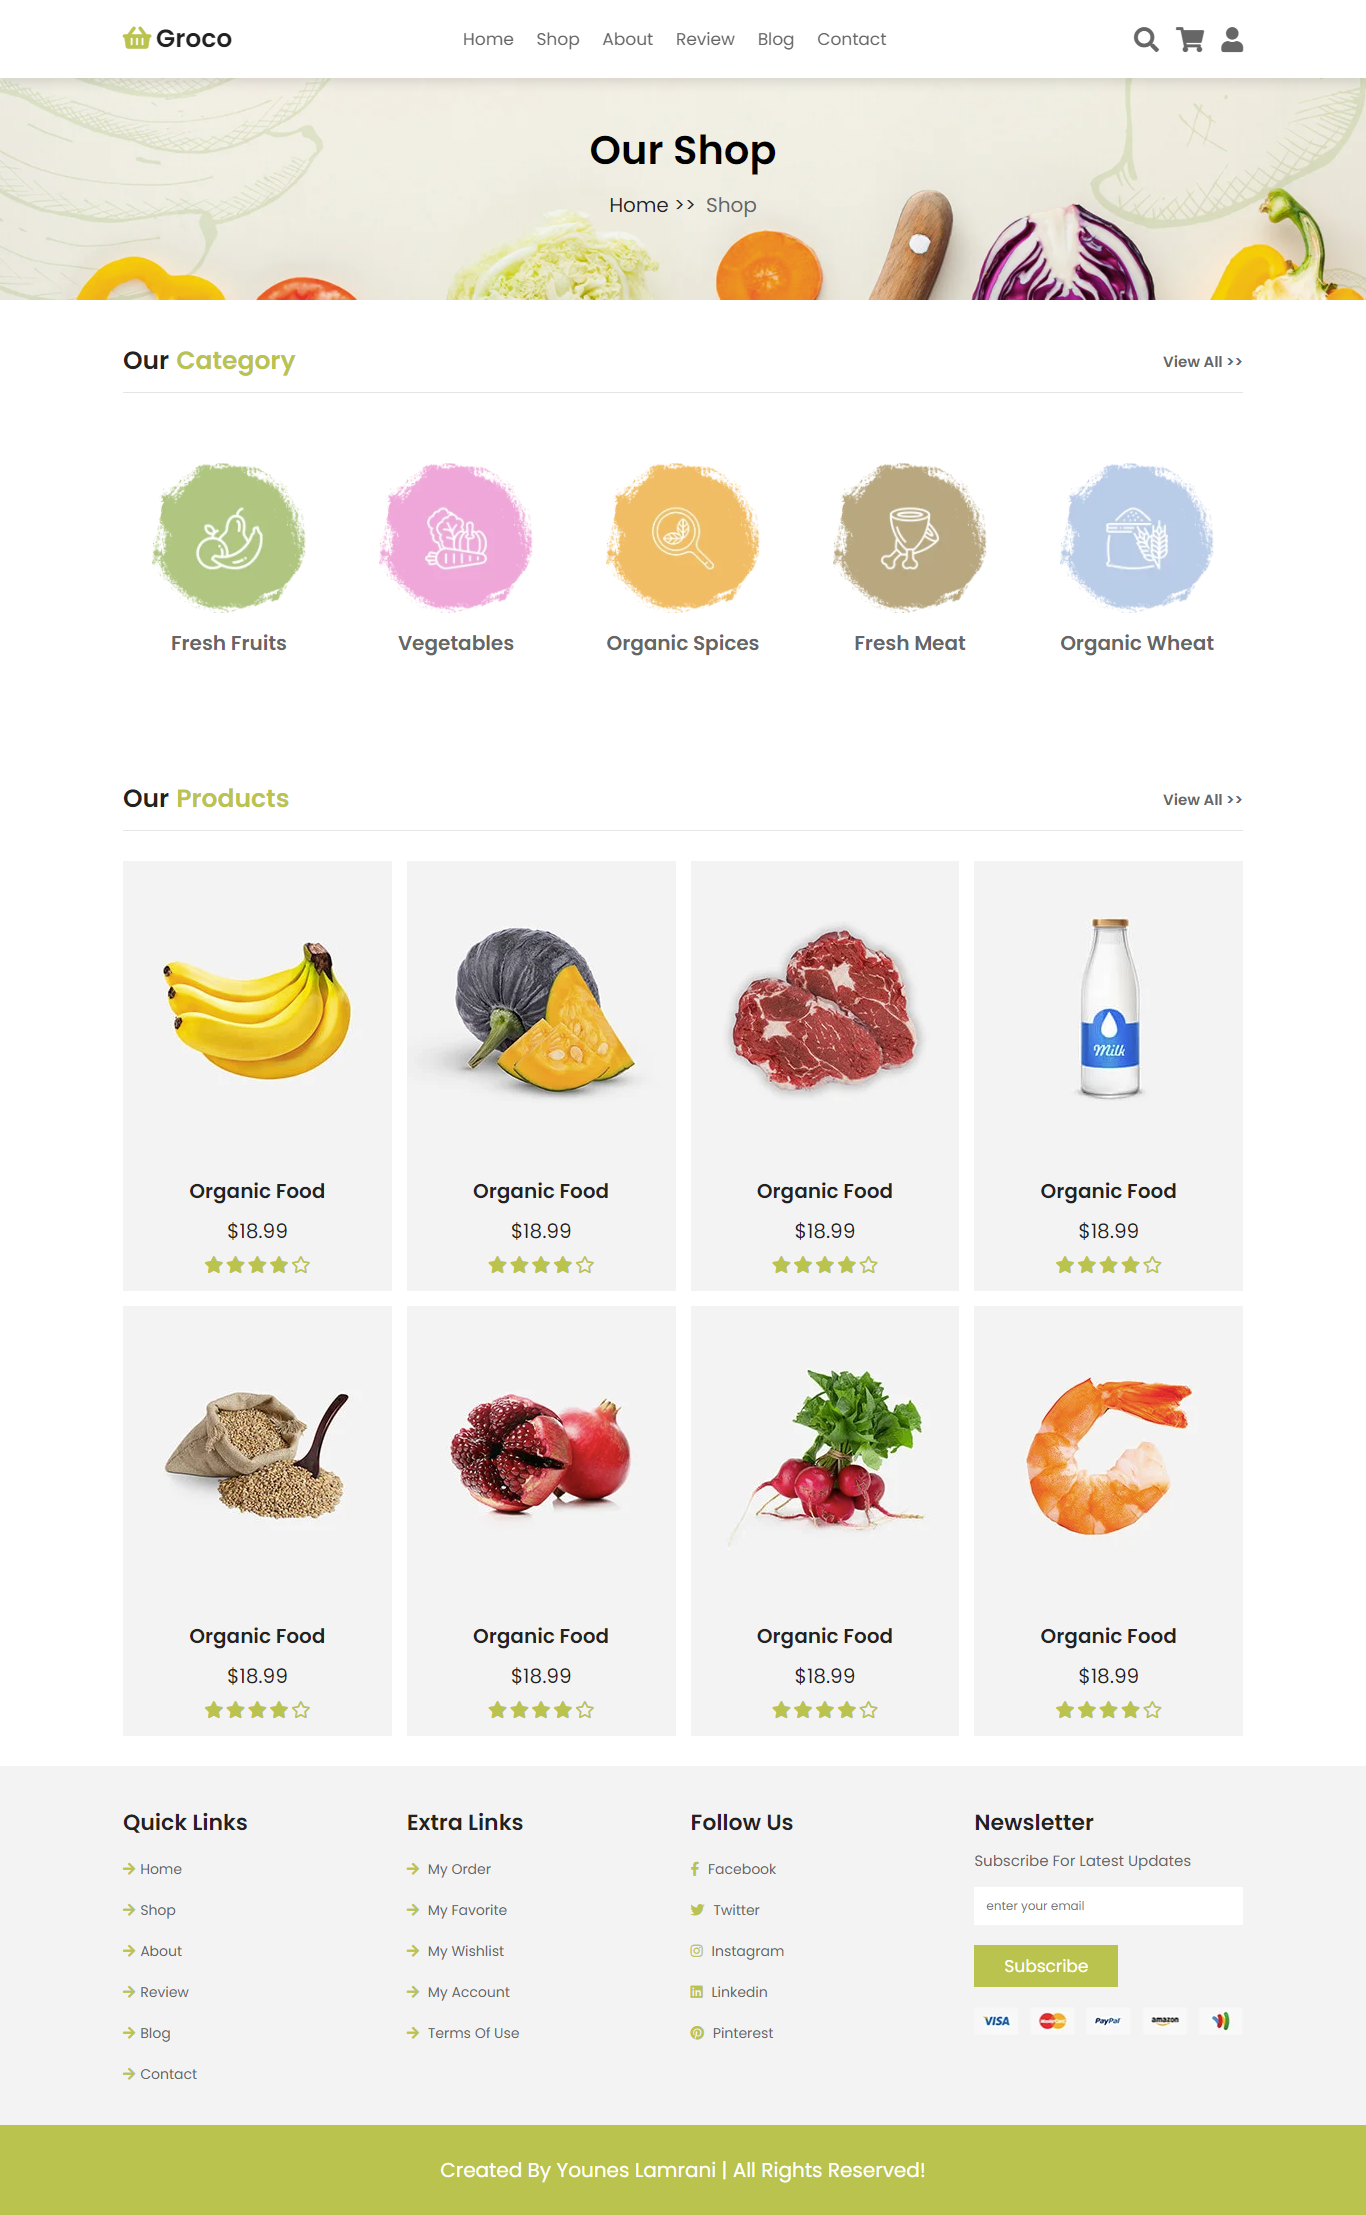 Groco
Home Shop About Review Blog Contact
Our Shop
Home >> Shop
Our Category
View All >>
Fresh Fruits
Vegetables
Organic Spices
Fresh Meat
Organic Wheat
Our Products
View All >>
Milk
Organic Food
$18.99
Organic Food
$18.99
Organic Food
$18.99
Organic Food
$18.99
Organic Food
$18.99
Organic Food
$18.99
Organic Food
$18.99
Organic Food
$18.99
Quick Links
Home
Shop
About
Review
Blog
Contact
Extra Links
My Order
My Favorite
My Wishlist
My Account
Terms Of Use
Follow Us
Facebook
Twitter
Instagram
Linkedin
Pinterest
Newsletter
Subscribe For Latest Updates
enter your email
Subscribe
VISA MasterCard PayPal amazon
Created By Younes Lamrani | All Rights Reserved!